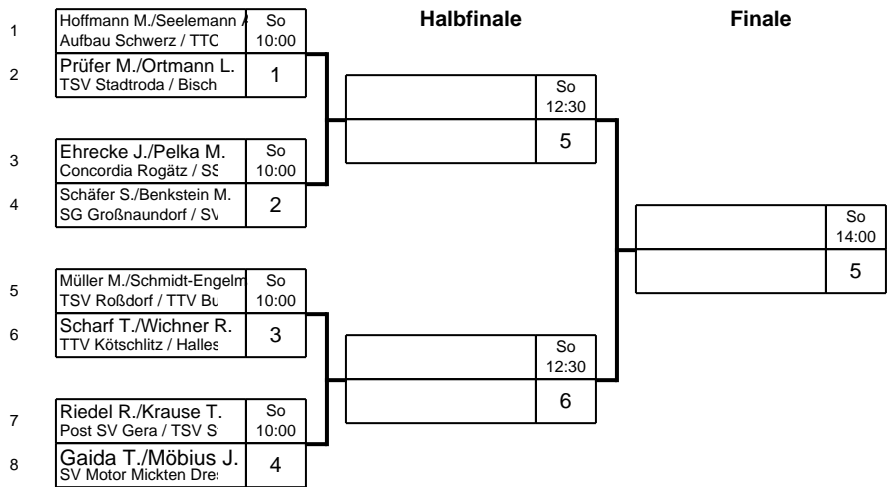 Halbfinale
Finale
1
Hoffmann M./Seelemann
So
Aufbau Schwerz / TTC
10:00
2
Prüfer M./Ortmann L.
1
TSV Stadtroda / Bisch
So
12:30
5
3
Ehrecke J./Pelka M.
So
Concordia Rogätz / SS
10:00
4
Schäfer S./Benkstein M.
2
SG Großnaundorf / SV
So
14:00
5
5
Müller M./Schmidt-Engelm
So
TSV Roßdorf / TTV Bu
10:00
6
Scharf T./Wichner R.
3
TTV Kötschlitz / Halles
So
12:30
6
7
Riedel R./Krause T.
So
Post SV Gera / TSV S
10:00
8
Gaida T./Möbius J.
4
SV Motor Mickten Dre